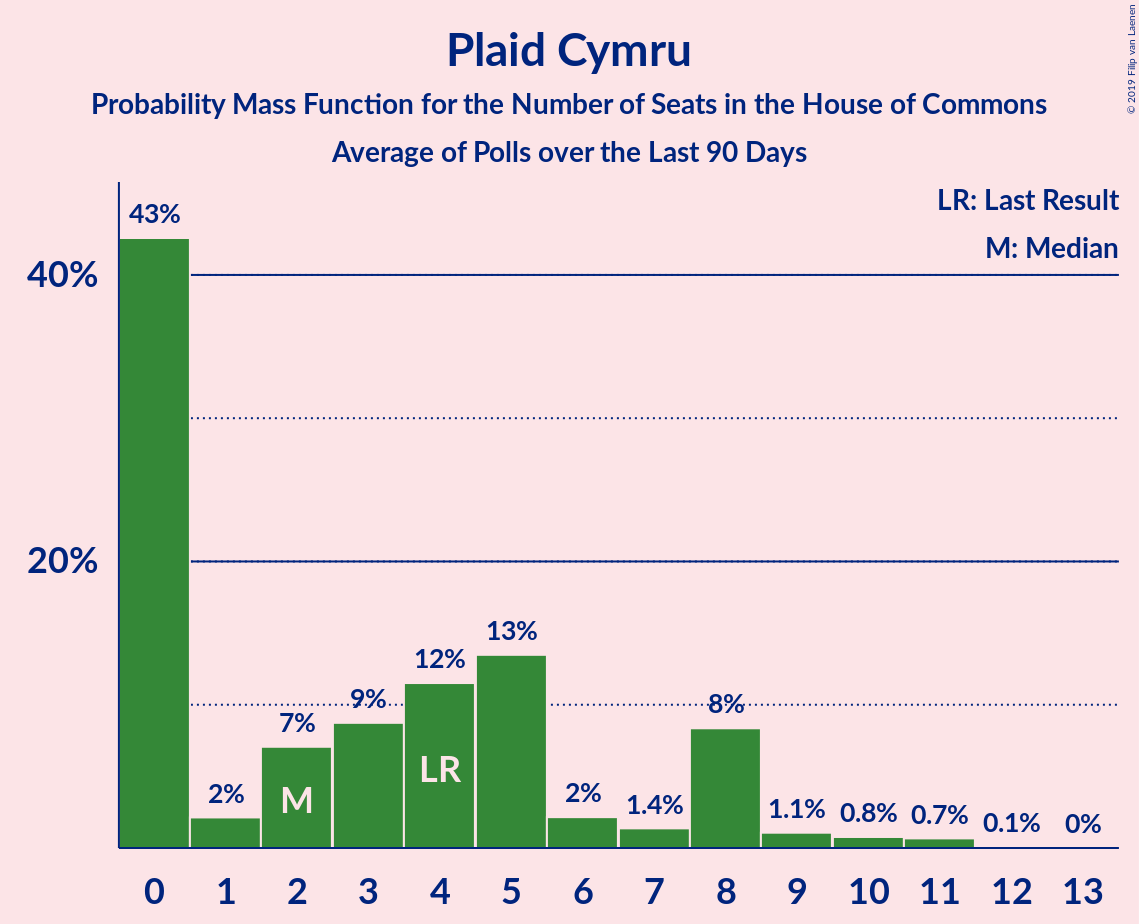 Plaid Cymru
Probability Mass Function for the Number of Seats in the House of Commons
Average of Polls over the Last 90 Days
© 2019 Filip van Laenen
LR: Last Result
M: Median
43%
40%
20%
13%
12%
9%
8%
7%
LR
M
2%
2%
1.4%
1.1%
0.8%
0.7%
0.1%
0%
0 1 2 3 4 5 6 7 8 9 10 11 12 13